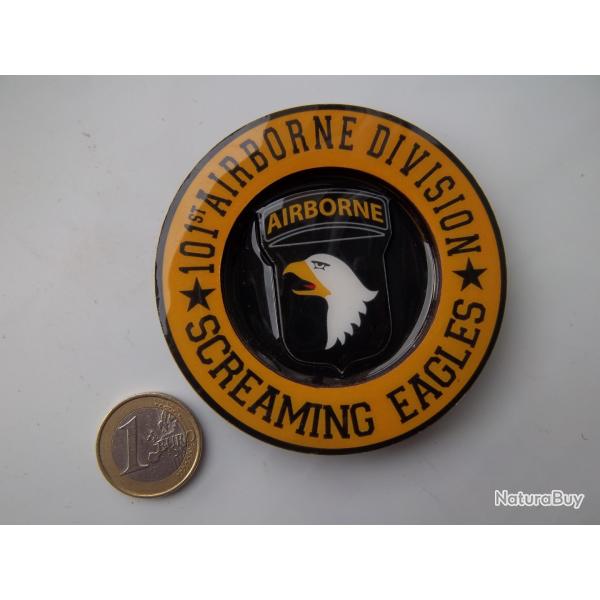 101ST AIRBORNE DIVISION
AIRBORNE
★ SCREAMING EAGLES ★
1 EURO
NaturaBuy